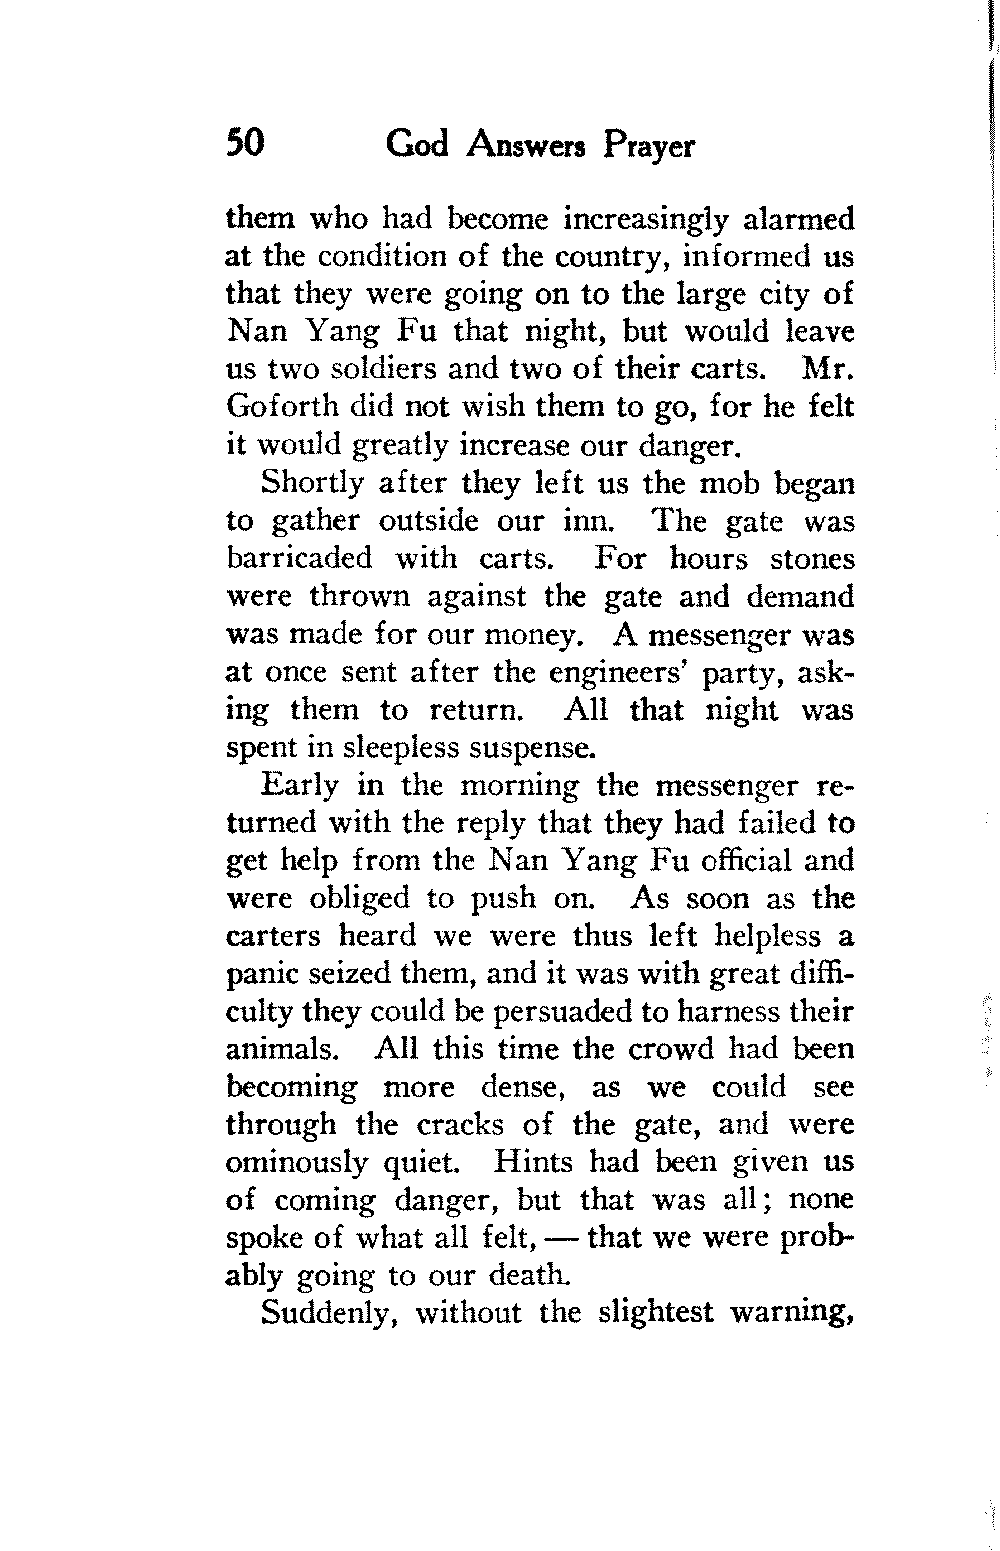 50 God Answers Prayer
them who had become increasingly alarmed
at the condition of the country, informed us
that they were going on to the large city of
Nan Yang Fu that night, but would leave
us two soldiers and two of their carts. Mr.
Goforth did not wish them to go, for he felt
it would greatly increase our danger.
Shortly after they left us the mob began
to gather outside our inn. The gate was
barricaded with carts. For hours stones
were thrown against the gate and demand
was made for our money. A messenger was
at once sent after the engineers' party, ask-
ing them to return. All that night was
spent in sleepless suspense.
Early in the morning the messenger re-
turned with the reply that they had failed to
get help from the Nan Yang Fu official and
were obliged to push on. As soon as the
carters heard we were thus left helpless a
panic seized them, and it was with great diffi-
culty they could be persuaded to harness their
animals. All this time the crowd had been
becoming more dense, as we could see
through the cracks of the gate, and were
ominously quiet. Hints had been given us
of coming danger, but that was all; none
spoke of what all felt, — that we were prob-
ably going to our death.
Suddenly, without the slightest warning,